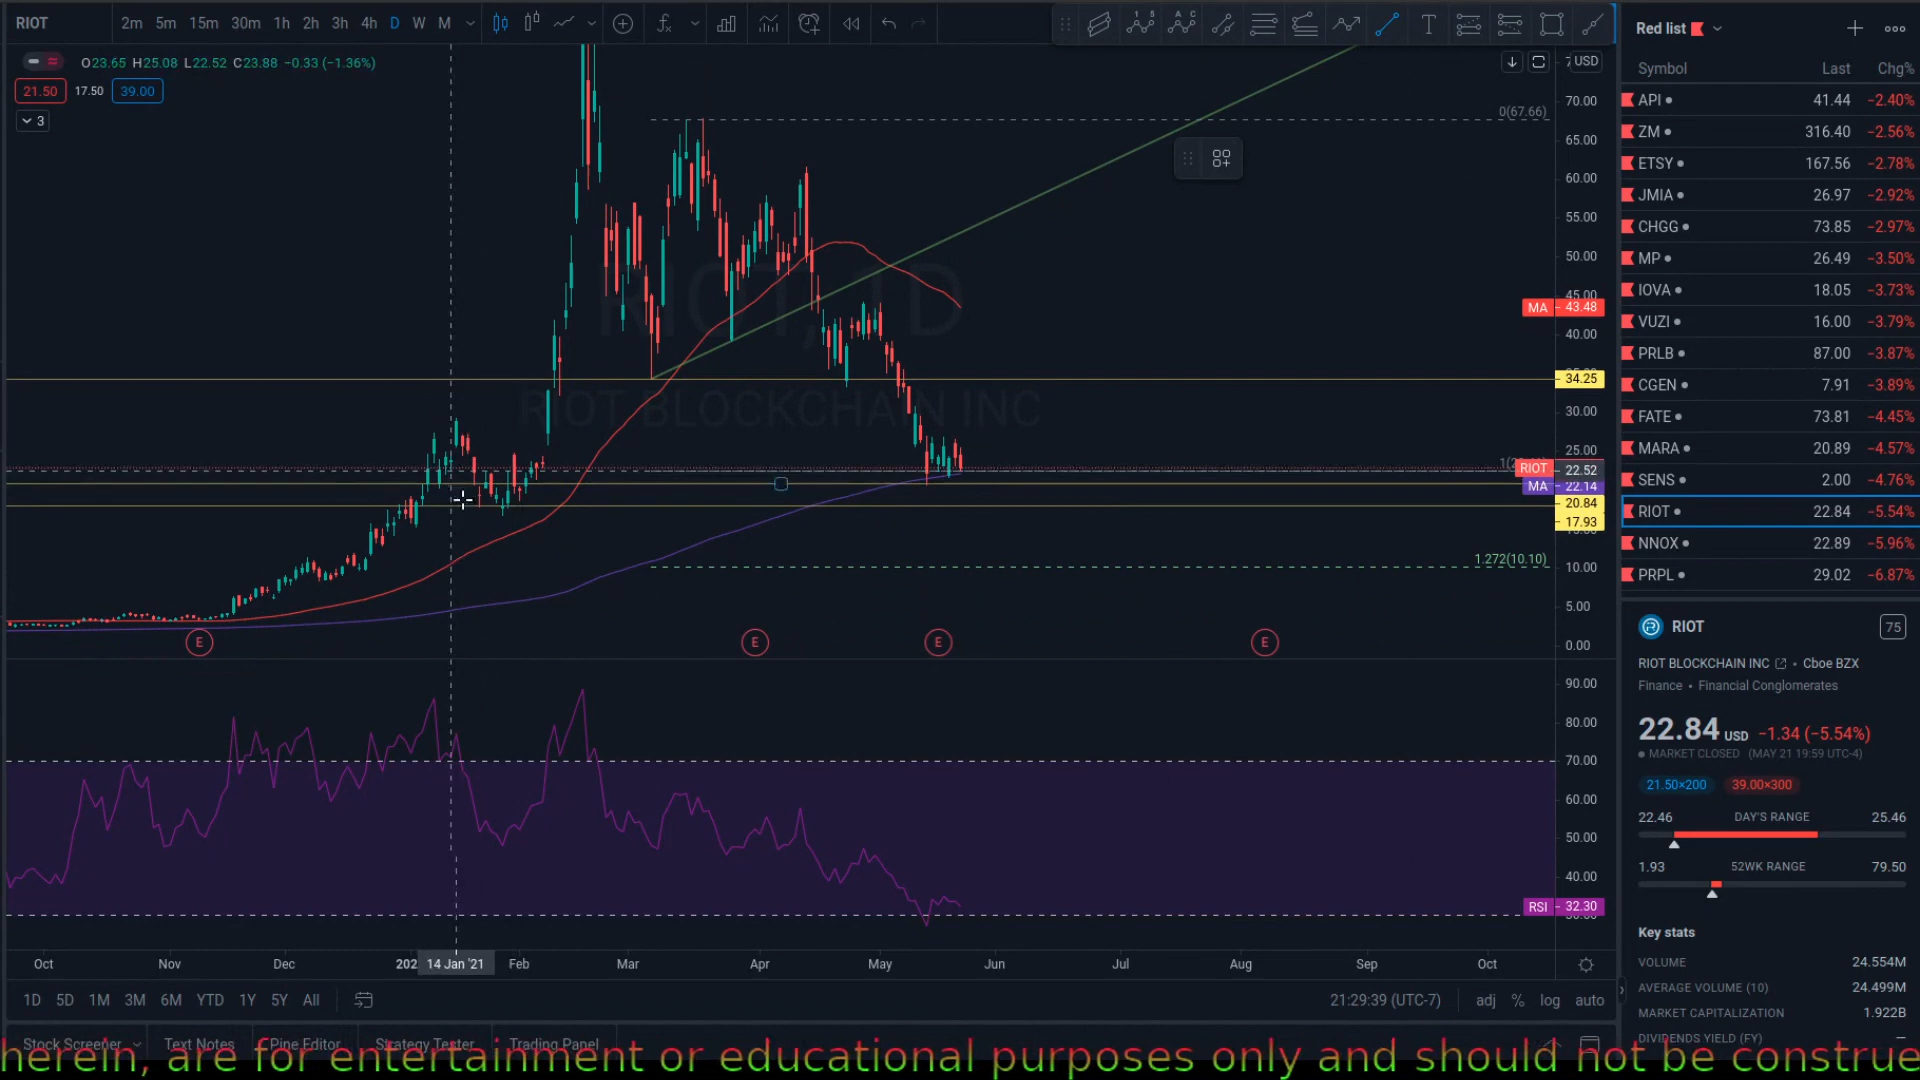 RIOT 2m 5m 15m 30m 1h 2h 3h 4h D W M
Red list
O23.65 H25.08 L22.52 C23.88 −0.33 (−1.36%)
21.50 17.50 39.00
3
USD
70.00
65.00
60.00
55.00
50.00
45.00
40.00
30.00
25.00
10.00
5.00
0.00
0(67.66)
RIOT, 1D
RIOT BLOCKCHAIN INC
MA 43.48
34.25
RIOT 22.52
MA 22.14
20.84
17.93
1.272(10.10)
E E E E
90.00
80.00
70.00
60.00
50.00
40.00
RSI 32.30
Oct Nov Dec 202 14 Jan '21 Feb Mar Apr May Jun Jul Aug Sep Oct
1D 5D 1M 3M 6M YTD 1Y 5Y All
21:29:39 (UTC-7) adj % log auto
Stock Screener Text Notes Pine Editor Strategy Tester Trading Panel
Symbol Last Chg%
API 41.44 −2.40%
ZM 316.40 −2.56%
ETSY 167.56 −2.78%
JMIA 26.97 −2.92%
CHGG 73.85 −2.97%
MP 26.49 −3.50%
IOVA 18.05 −3.73%
VUZI 16.00 −3.79%
PRLB 87.00 −3.87%
CGEN 7.91 −3.89%
FATE 73.81 −4.45%
MARA 20.89 −4.57%
SENS 2.00 −4.76%
RIOT 22.84 −5.54%
NNOX 22.89 −5.96%
PRPL 29.02 −6.87%
RIOT 75
RIOT BLOCKCHAIN INC • Cboe BZX
Finance • Financial Conglomerates
22.84 USD −1.34 (−5.54%)
MARKET CLOSED (MAY 21 19:59 UTC-4)
21.50×200 39.00×300
22.46 DAY'S RANGE 25.46
1.93 52WK RANGE 79.50
Key stats
VOLUME 24.554M
AVERAGE VOLUME (10) 24.499M
MARKET CAPITALIZATION 1.922B
DIVIDENDS YIELD (FY) —
herein, are for entertainment or educational purposes only and should not be construe